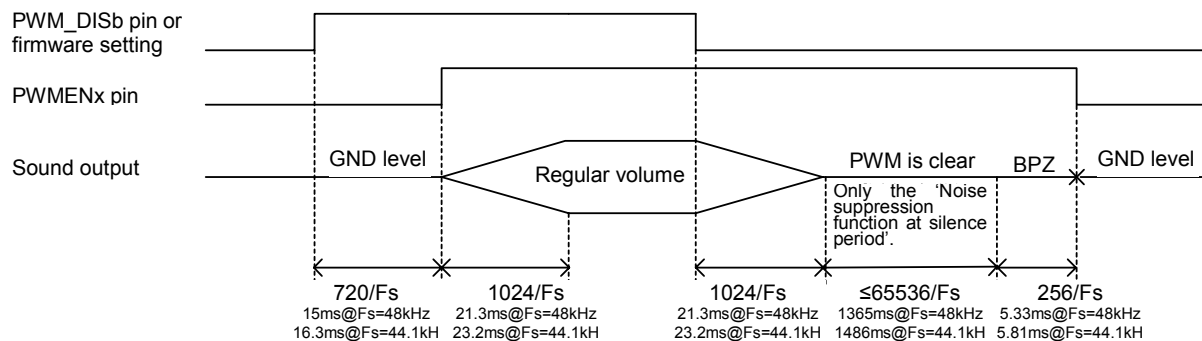 PWM_DISb pin or
firmware setting
PWMENx pin
Sound output
GND level
Regular volume
PWM is clear
BPZ
GND level
Only the 'Noise
suppression
function at silence
period'.
720/Fs
15ms@Fs=48kHz
16.3ms@Fs=44.1kH
1024/Fs
21.3ms@Fs=48kHz
23.2ms@Fs=44.1kH
1024/Fs
21.3ms@Fs=48kHz
23.2ms@Fs=44.1kH
≤65536/Fs
1365ms@Fs=48kHz
1486ms@Fs=44.1kH
256/Fs
5.33ms@Fs=48kHz
5.81ms@Fs=44.1kH